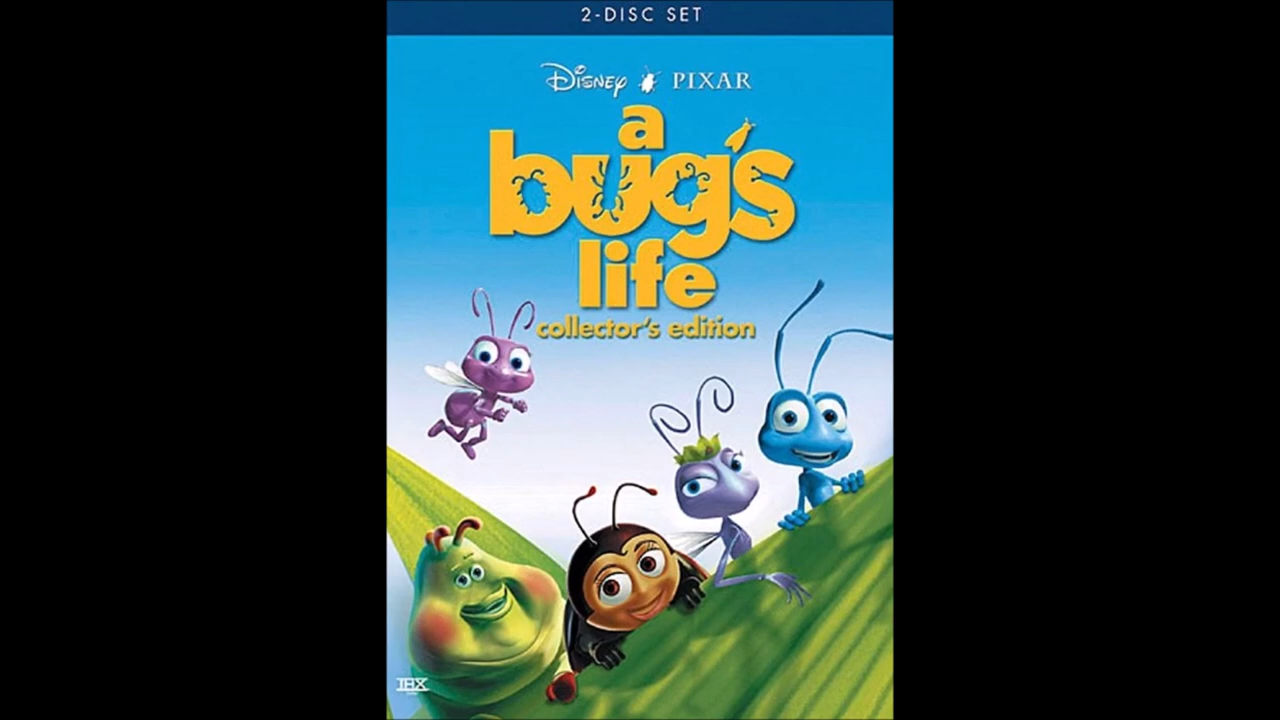 2-DISC SET
Disney PIXAR
a
bug's
life
collector's edition
THX